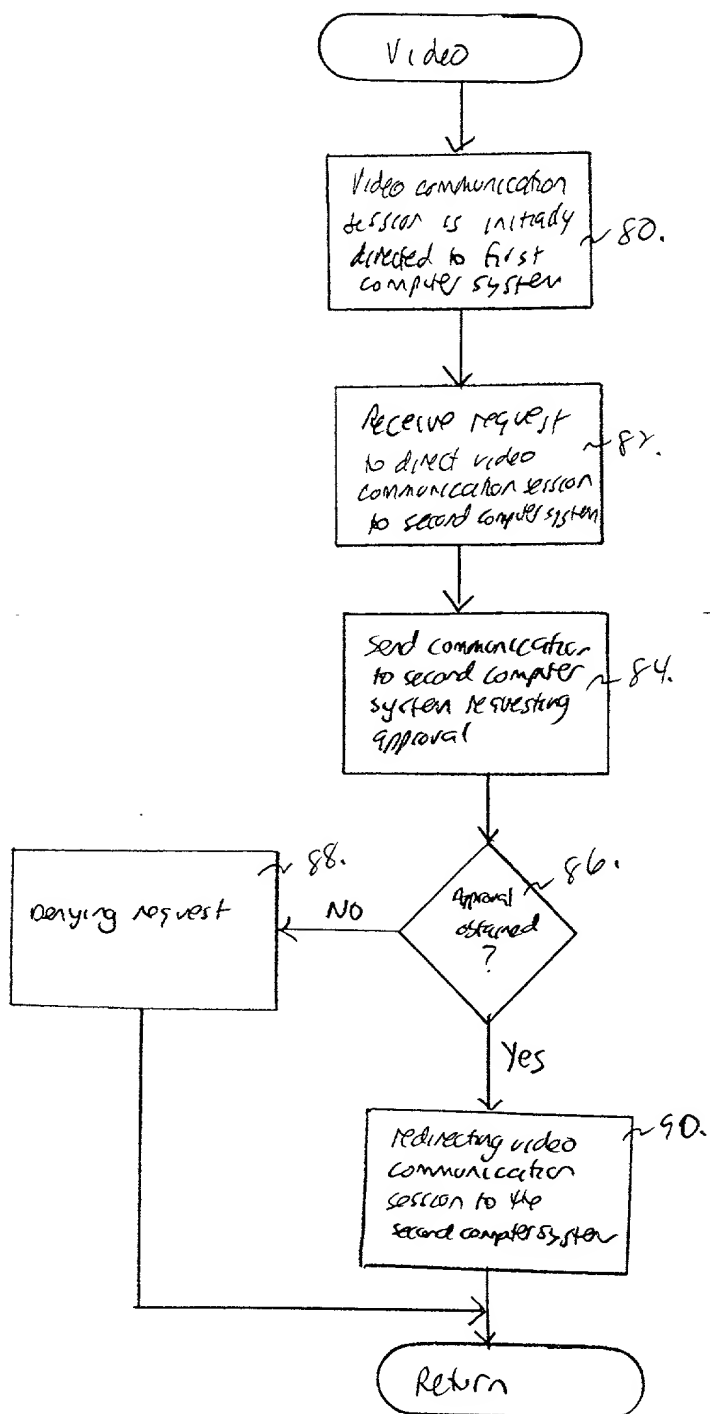 Video
Video communication
session is initially
directed to first
computer system
~ 80.
Receive request
to direct video
communication session
to second computer system
~ 82.
Send communication
to second computer
system requesting
approval
~ 84.
Approval
obtained
?
~ 86.
NO
~ 88.
Denying request
Yes
redirecting video
communication
session to the
second computer system
~ 90.
Return